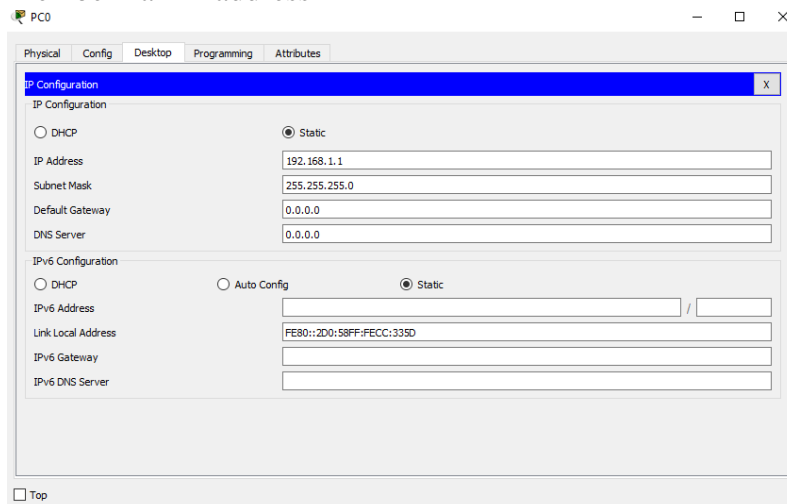 PC0
Physical Config Desktop Programming Attributes
IP Configuration X
IP Configuration
DHCP Static
IP Address 192.168.1.1
Subnet Mask 255.255.255.0
Default Gateway 0.0.0.0
DNS Server 0.0.0.0
IPv6 Configuration
DHCP Auto Config Static
IPv6 Address /
Link Local Address FE80::2D0:58FF:FECC:335D
IPv6 Gateway
IPv6 DNS Server
Top